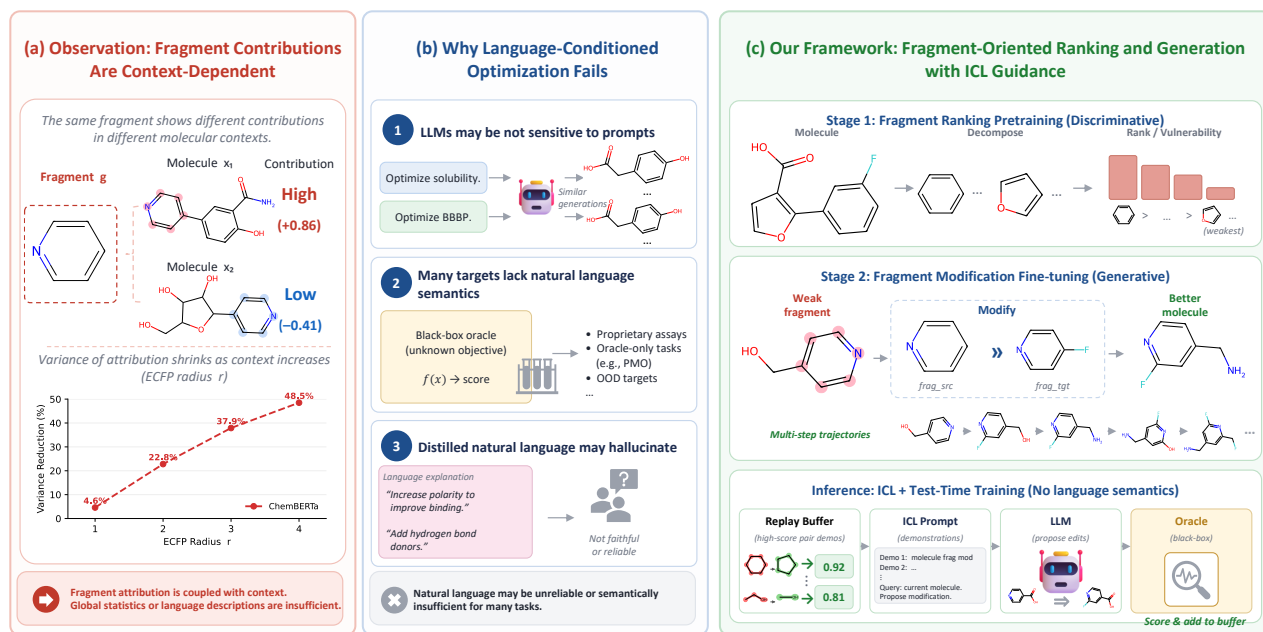 (a) Observation: Fragment Contributions
Are Context-Dependent
The same fragment shows different contributions
in different molecular contexts.
Molecule x₁
Contribution
Fragment g
High
(+0.86)
N
N
O
NH₂
OH
Molecule x₂
OH
HO
HO
O
N
Low
(−0.41)
Variance of attribution shrinks as context increases
(ECFP radius r)
Variance Reduction (%)
50
40
30
20
10
0
4.6%
22.8%
37.9%
48.5%
ChemBERTa
1
2
3
4
ECFP Radius r
Fragment attribution is coupled with context.
Global statistics or language descriptions are insufficient.
(b) Why Language-Conditioned
Optimization Fails
1
LLMs may be not sensitive to prompts
Optimize solubility.
Optimize BBBP.
Similar
generations
O
HO
OH
...
O
HO
OH
...
2
Many targets lack natural language
semantics
Black-box oracle
(unknown objective)
f(x) → score
• Proprietary assays
• Oracle-only tasks
(e.g., PMO)
• OOD targets
...
3
Distilled natural language may hallucinate
Language explanation
“Increase polarity to
improve binding.”
“Add hydrogen bond
donors.”
?
Not faithful
or reliable
Natural language may be unreliable or semantically
insufficient for many tasks.
(c) Our Framework: Fragment-Oriented Ranking and Generation
with ICL Guidance
Stage 1: Fragment Ranking Pretraining (Discriminative)
Molecule
Decompose
Rank / Vulnerability
HO
O
F
O
...
O
...
> ... > O ...
(weakest)
Stage 2: Fragment Modification Fine-tuning (Generative)
Weak
fragment
Modify
Better
molecule
HO
N
N
»
N
F
N
F
NH₂
frag_src
frag_tgt
Multi-step trajectories
HO
N
N
F
OH
N
F
NH₂
NH₂
F
N
OH
NH₂
F
N
F
...
Inference: ICL + Test-Time Training (No language semantics)
Replay Buffer
(high-score pair demos)
0.92
⋮
0.81
ICL Prompt
(demonstrations)
Demo 1: molecule frag mod
Demo 2: ...
⋮
Query: current molecule.
Propose modification.
LLM
(propose edits)
Oracle
(black-box)
Score & add to buffer